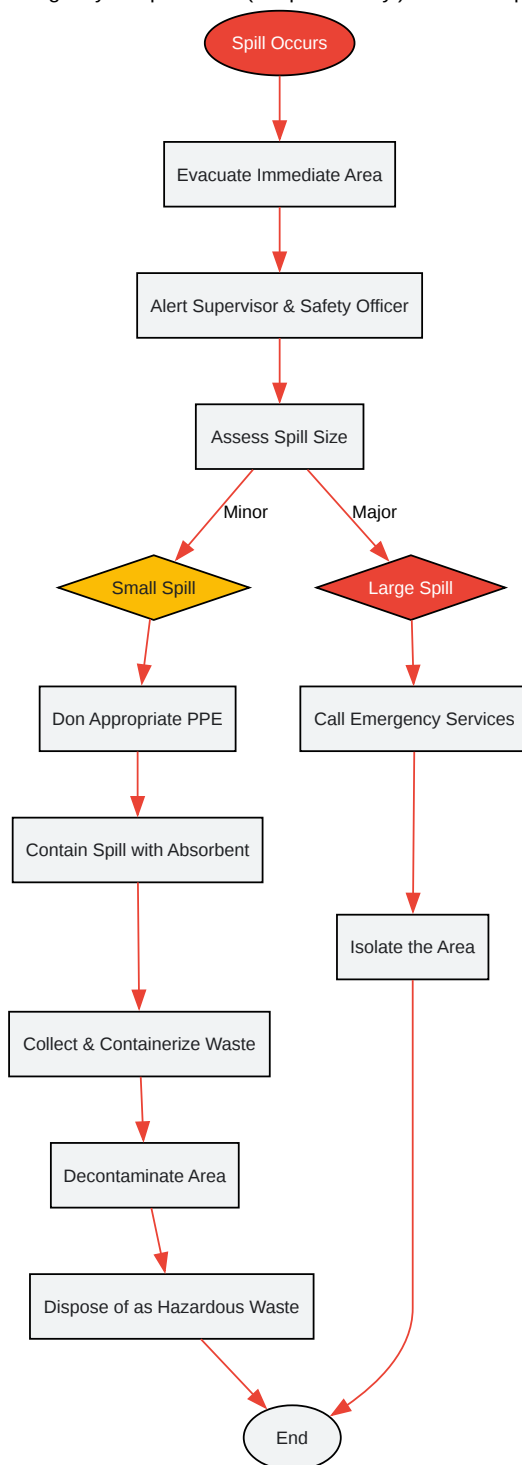 Spill Occurs
Evacuate Immediate Area
Alert Supervisor & Safety Officer
Assess Spill Size
Minor
Major
Small Spill
Large Spill
Don Appropriate PPE
Call Emergency Services
Contain Spill with Absorbent
Isolate the Area
Collect & Containerize Waste
Decontaminate Area
Dispose of as Hazardous Waste
End